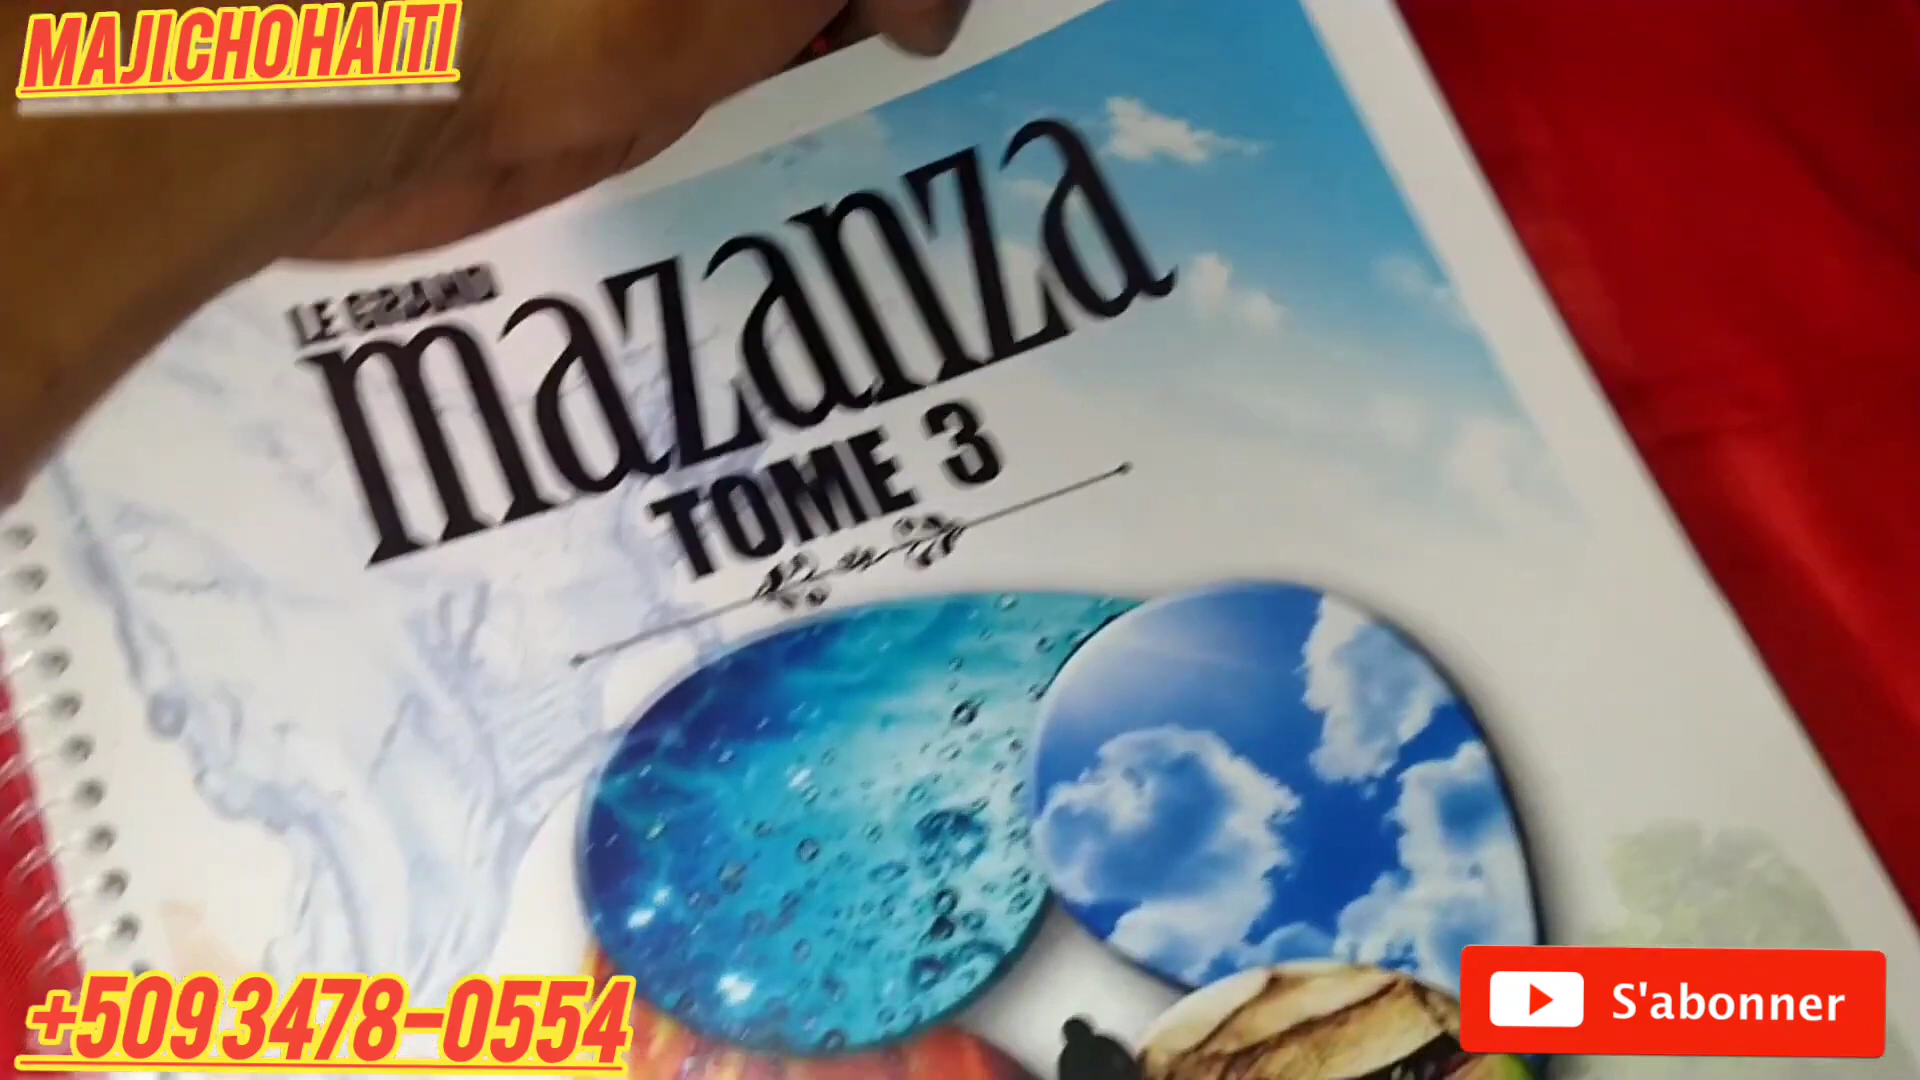 MAJICHOHAITI
LE GRAND
mazanza
TOME 3
+509 3478-0554
S'abonner